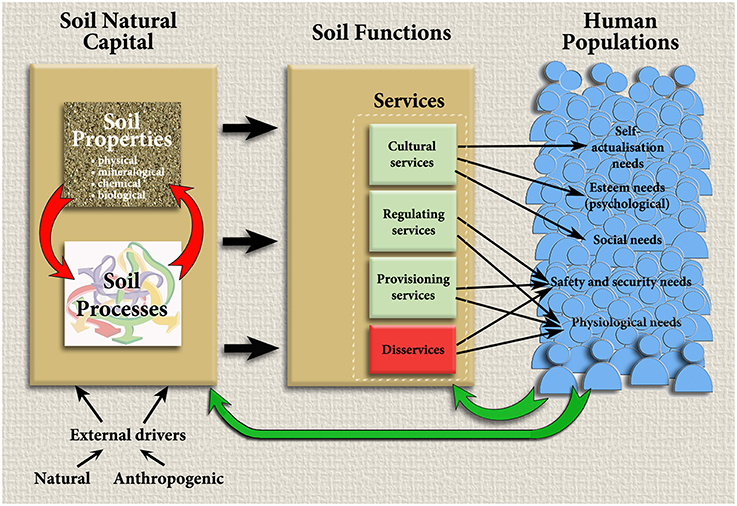 Soil Natural
Capital
Soil
Properties
• physical
• mineralogical
• chemical
• biological
Soil
Processes
External drivers
Natural
Anthropogenic
Soil Functions
Services
Cultural
services
Regulating
services
Provisioning
services
Disservices
Human
Populations
Self-
actualisation
needs
Esteem needs
(psychological)
Social needs
Safety and security needs
Physiological needs